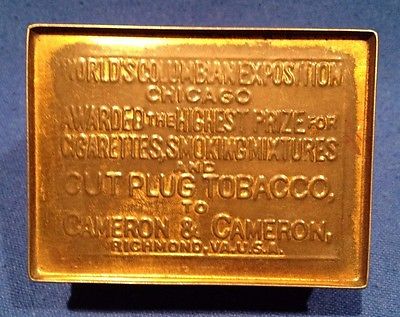 WORLD'S COLUMBIAN EXPOSITION
CHICAGO
AWARDED THE HIGHEST PRIZE FOR
CIGARETTES, SMOKING MIXTURES
AND
CUT PLUG TOBACCO,
TO
CAMERON & CAMERON,
RICHMOND-VA.U.S.A.